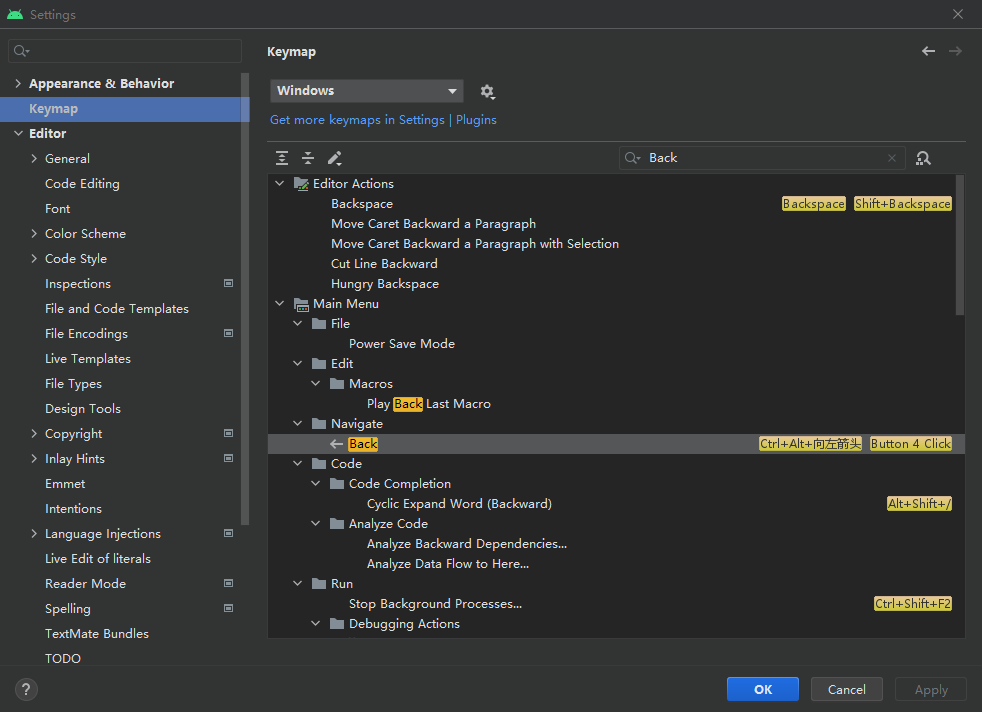 Settings
Appearance & Behavior
Keymap
Editor
General
Code Editing
Font
Color Scheme
Code Style
Inspections
File and Code Templates
File Encodings
Live Templates
File Types
Design Tools
Copyright
Inlay Hints
Emmet
Intentions
Language Injections
Live Edit of literals
Reader Mode
Spelling
TextMate Bundles
TODO
Keymap
Windows
Get more keymaps in Settings | Plugins
Back
Editor Actions
Backspace Backspace Shift+Backspace
Move Caret Backward a Paragraph
Move Caret Backward a Paragraph with Selection
Cut Line Backward
Hungry Backspace
Main Menu
File
Power Save Mode
Edit
Macros
Play Back Last Macro
Navigate
Back Ctrl+Alt+向左箭头 Button 4 Click
Code
Code Completion
Cyclic Expand Word (Backward) Alt+Shift+/
Analyze Code
Analyze Backward Dependencies...
Analyze Data Flow to Here...
Run
Stop Background Processes... Ctrl+Shift+F2
Debugging Actions
?
OK Cancel Apply